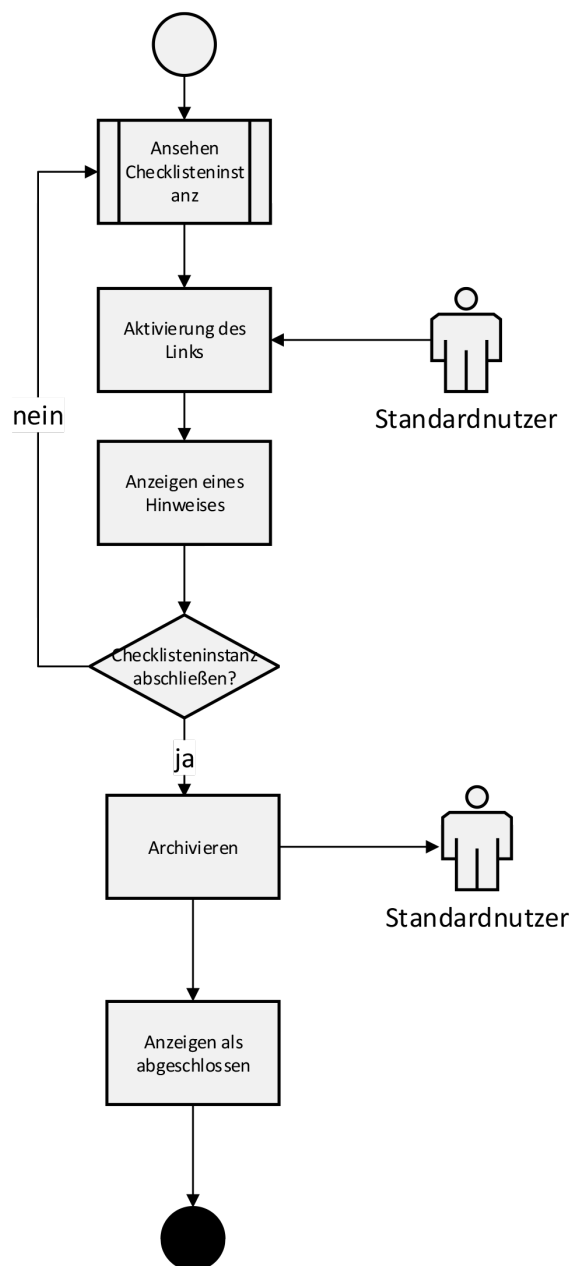 Ansehen
Checklisteninst
anz
Aktivierung des
Links
Standardnutzer
nein
Anzeigen eines
Hinweises
Checklisteninstanz
abschließen?
ja
Archivieren
Standardnutzer
Anzeigen als
abgeschlossen